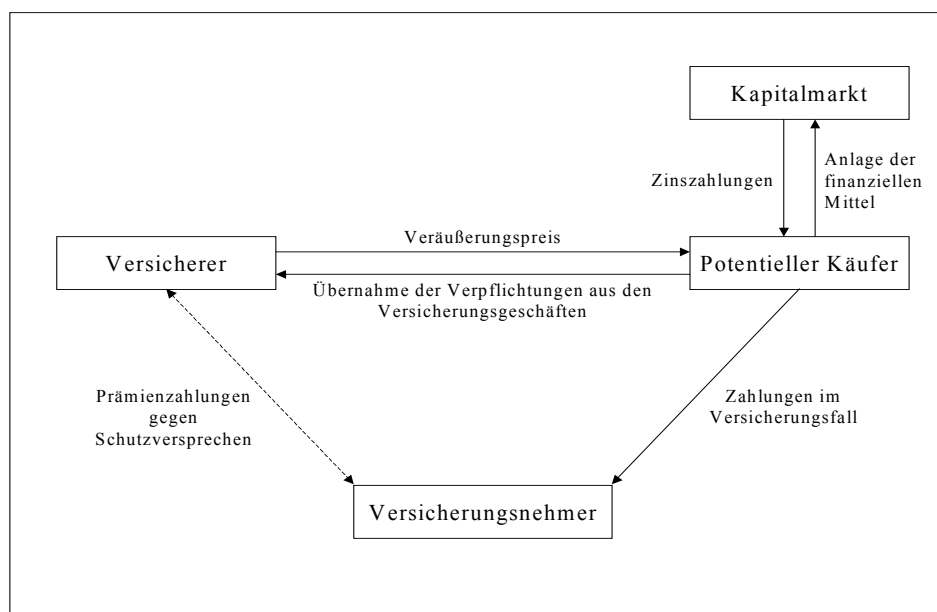 Kapitalmarkt
Zinszahlungen
Anlage der
finanziellen
Mittel
Veräußerungspreis
Versicherer
Potentieller Käufer
Übernahme der Verpflichtungen aus den
Versicherungsgeschäften
Prämienzahlungen
gegen
Schutzversprechen
Zahlungen im
Versicherungsfall
Versicherungsnehmer